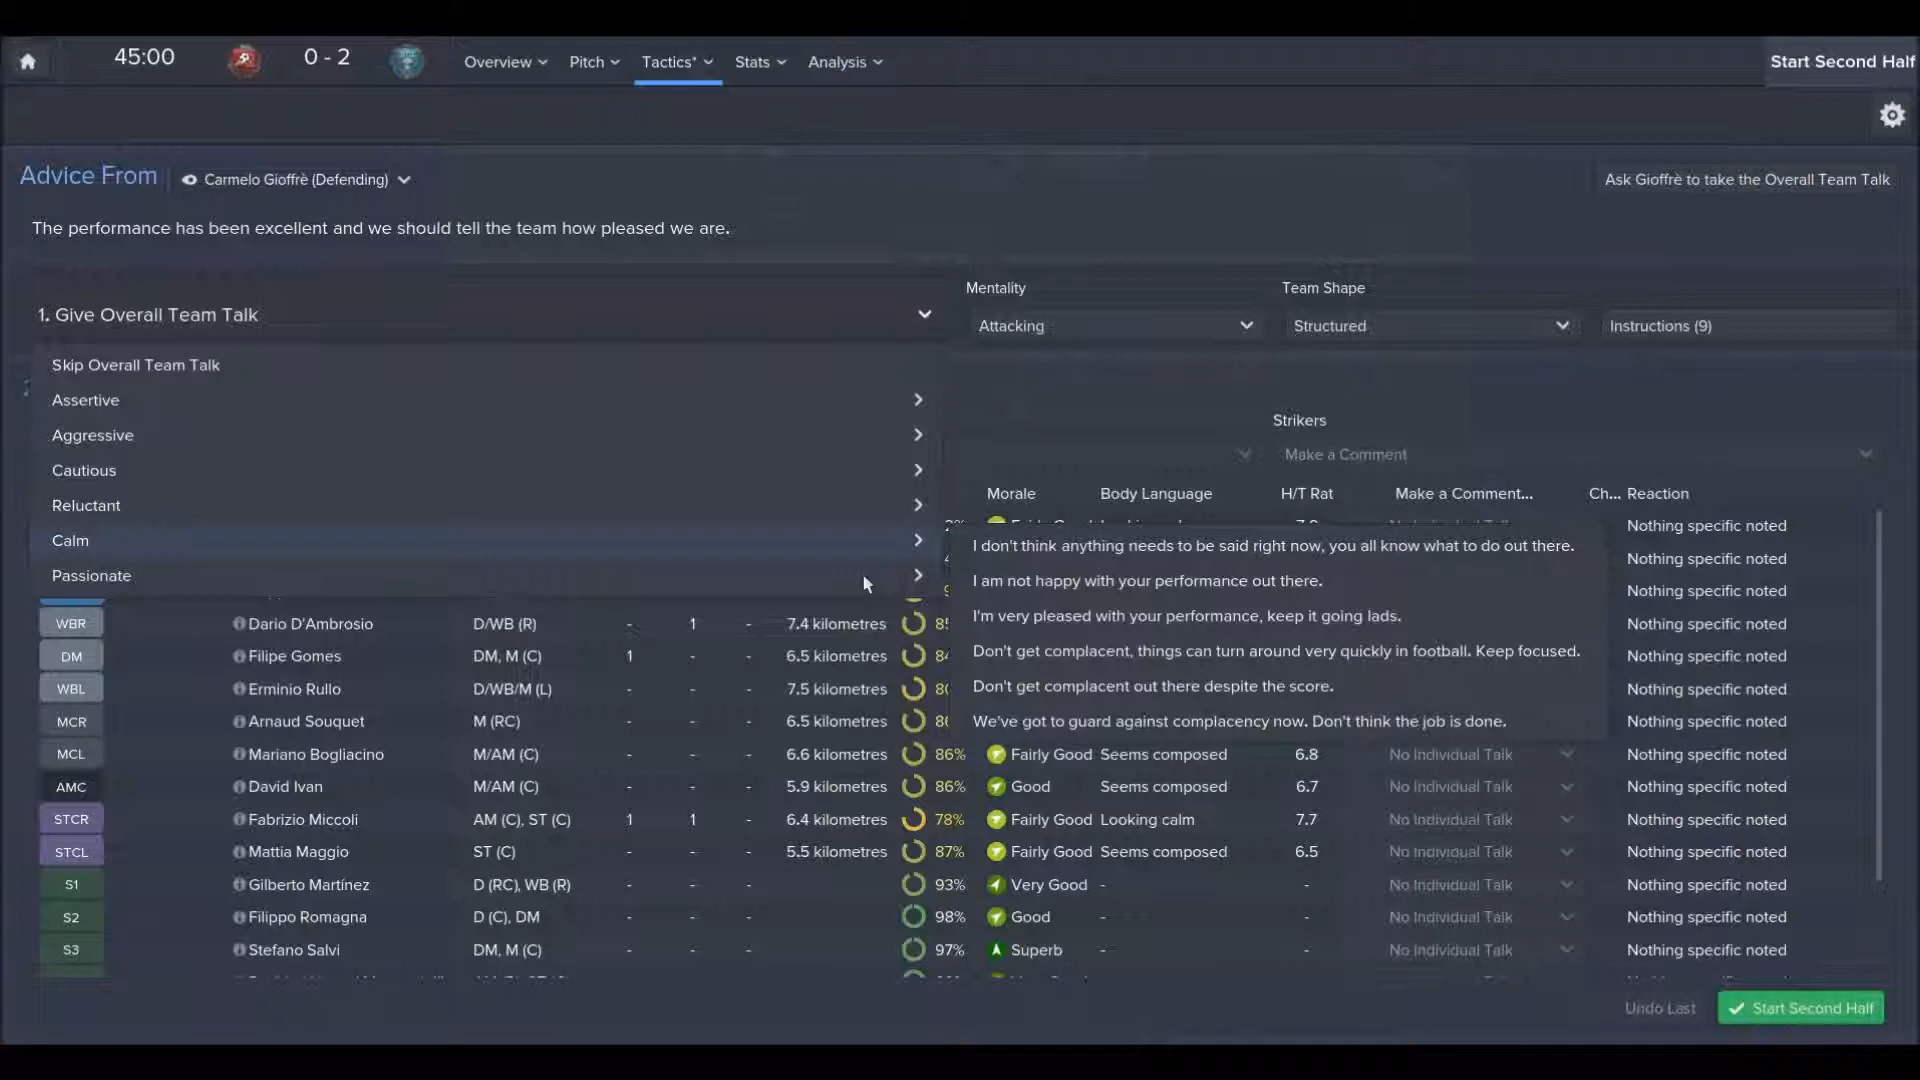 45:00 0 - 2 Overview Pitch Tactics* Stats Analysis Start Second Half
Advice From Carmelo Gioffrè (Defending) Ask Gioffrè to take the Overall Team Talk
The performance has been excellent and we should tell the team how pleased we are.
Mentality Team Shape
1. Give Overall Team Talk
Attacking Structured Instructions (9)
Skip Overall Team Talk
Assertive
Aggressive
Cautious
Reluctant
Calm
Passionate
Strikers
Make a Comment
Morale Body Language H/T Rat Make a Comment... Ch... Reaction
I don't think anything needs to be said right now, you all know what to do out there.
I am not happy with your performance out there.
I'm very pleased with your performance, keep it going lads.
Don't get complacent, things can turn around very quickly in football. Keep focused.
Don't get complacent out there despite the score.
We've got to guard against complacency now. Don't think the job is done.
Nothing specific noted
Nothing specific noted
Nothing specific noted
WBR Dario D'Ambrosio D/WB (R) - 1 - 7.4 kilometres Nothing specific noted
DM Filipe Gomes DM, M (C) 1 - - 6.5 kilometres Nothing specific noted
WBL Erminio Rullo D/WB/M (L) - - - 7.5 kilometres Nothing specific noted
MCR Arnaud Souquet M (RC) - - - 6.5 kilometres Nothing specific noted
MCL Mariano Bogliacino M/AM (C) - - - 6.6 kilometres 86% Fairly Good Seems composed 6.8 No Individual Talk Nothing specific noted
AMC David Ivan M/AM (C) - - - 5.9 kilometres 86% Good Seems composed 6.7 No Individual Talk Nothing specific noted
STCR Fabrizio Miccoli AM (C), ST (C) 1 1 - 6.4 kilometres 78% Fairly Good Looking calm 7.7 No Individual Talk Nothing specific noted
STCL Mattia Maggio ST (C) - - - 5.5 kilometres 87% Fairly Good Seems composed 6.5 No Individual Talk Nothing specific noted
S1 Gilberto Martínez D (RC), WB (R) - - - 93% Very Good - - No Individual Talk Nothing specific noted
S2 Filippo Romagna D (C), DM - - - 98% Good - - No Individual Talk Nothing specific noted
S3 Stefano Salvi DM, M (C) - - - 97% Superb - - No Individual Talk Nothing specific noted
Undo Last Start Second Half